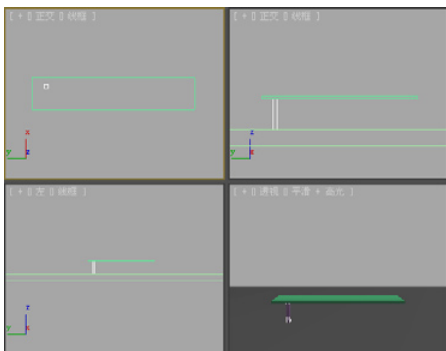 [ + ][ 正交 ][ 线框 ]
[ + ][ 正交 ][ 线框 ]
x
y
z
z
y
x
[ + ][ 左 ][ 线框 ]
[ + ][ 透视 ][ 平滑 + 高光 ]
z
y
x
z
y
x